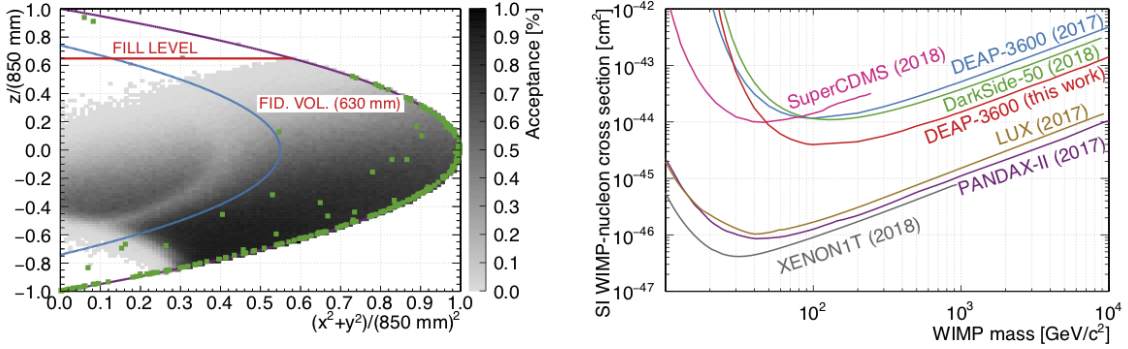 z/(850 mm)
1.0
0.8
0.6
0.4
0.2
0.0
−0.2
−0.4
−0.6
−0.8
−1.0
FILL LEVEL
FID. VOL. (630 mm)
0.0 0.1 0.2 0.3 0.4 0.5 0.6 0.7 0.8 0.9 1.0
(x²+y²)/(850 mm)²
Acceptance [%]
1.0
0.9
0.8
0.7
0.6
0.5
0.4
0.3
0.2
0.1
0.0
SI WIMP-nucleon cross section [cm²]
10⁻⁴²
10⁻⁴³
10⁻⁴⁴
10⁻⁴⁵
10⁻⁴⁶
10⁻⁴⁷
SuperCDMS (2018)
DEAP-3600 (2017)
DarkSide-50 (2018)
DEAP-3600 (this work)
LUX (2017)
PANDAX-II (2017)
XENON1T (2018)
10² 10³ 10⁴
WIMP mass [GeV/c²]